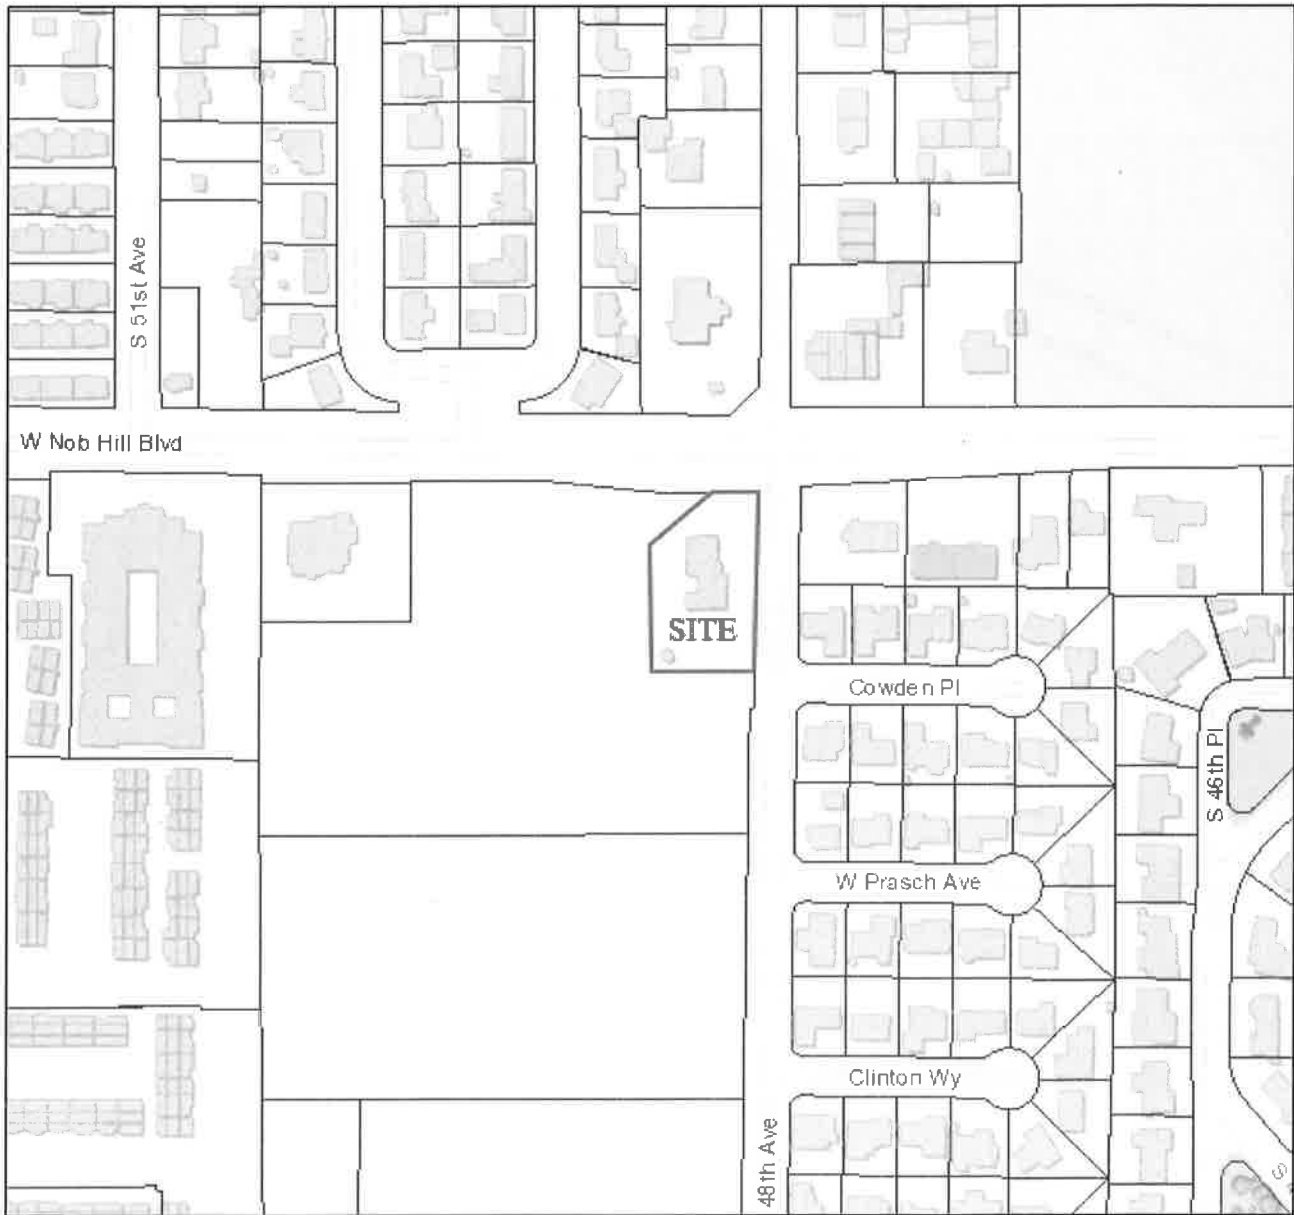 S 51st Ave
W Nob Hill Blvd
SITE
Cowden Pl
S 46th Pl
W Prasch Ave
Clinton Wy
48th Ave
S